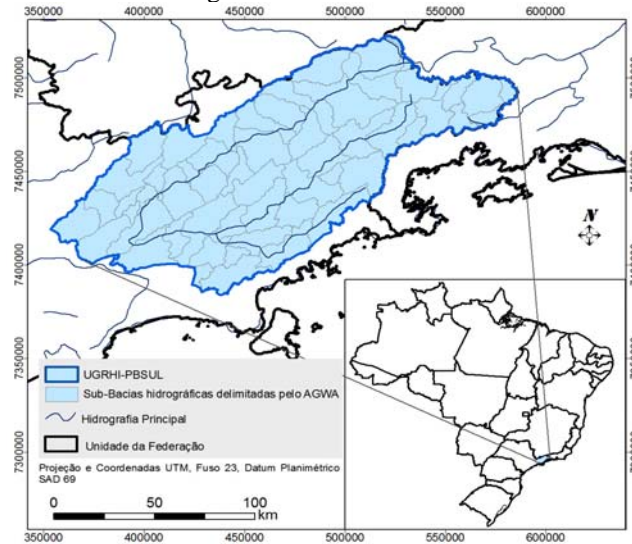 350000 400000 450000 500000 550000 600000
7500000
7450000
7400000
7350000
7300000
7500000
N
UGRHI-PBSUL
Sub-Bacias hidrográficas delimitadas pelo AGWA
Hidrografia Principal
Unidade da Federação
Projeção e Coordenadas UTM, Fuso 23, Datum Planimétrico
SAD 69
0 25 50 100
km
350000 400000 450000 500000 550000 600000